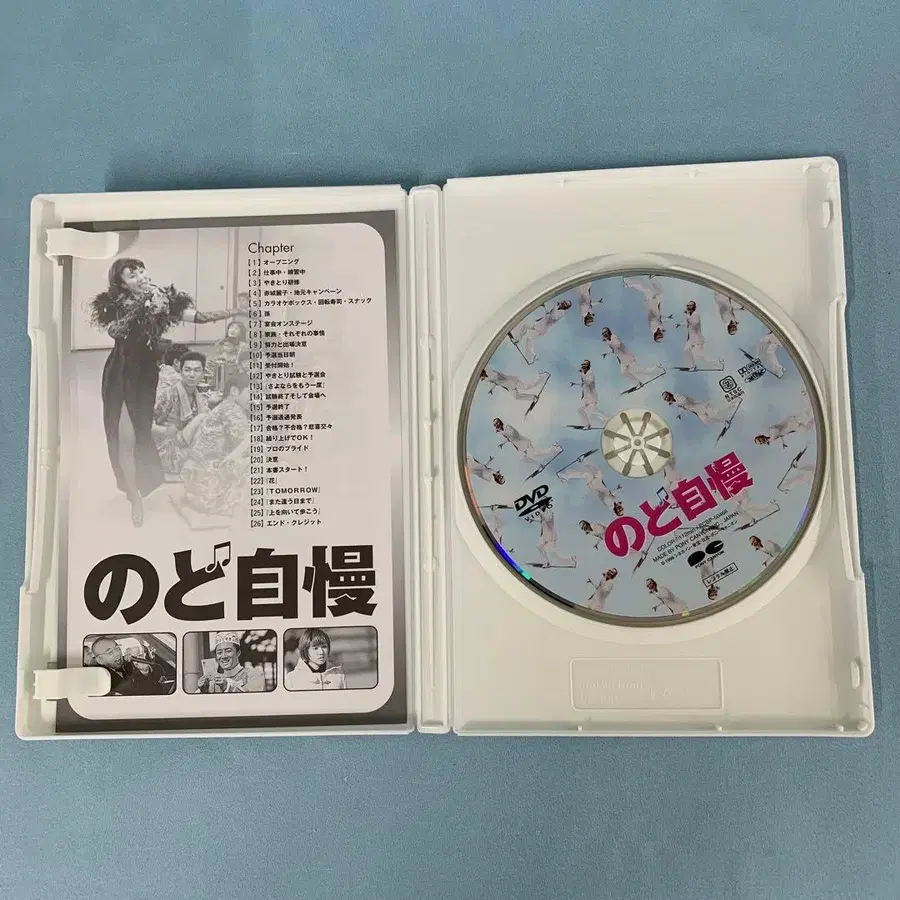 Chapter
[1]オープニング
[2]仕事中・練習中
[3]やきとり研修
[4]赤城麗子・地元キャンペーン
[5]カラオケボックス・回転寿司・スナック
[6]孫
[7]宴会オンステージ
[8]家族・それぞれの事情
[9]努力と出場決意
[10]予選当日朝
[11]受付開始！
[12]やきとり試験と予選会
[13]『さよならをもう一度』
[14]試験終了そして会場へ
[15]予選終了
[16]予選通過発表
[17]合格？不合格？悲喜交々
[18]繰り上げでOK！
[19]プロのプライド
[20]決意
[21]本番スタート！
[22]『花』
[23]『TOMORROW』
[24]『また逢う日まで』
[25]『上を向いて歩こう』
[26]エンド・クレジット
のど自慢
NTSC
DVD
VIDEO
のど自慢
MADE BY PONY CANYON INC., JAPAN
PONY CANYON
レンタル禁止